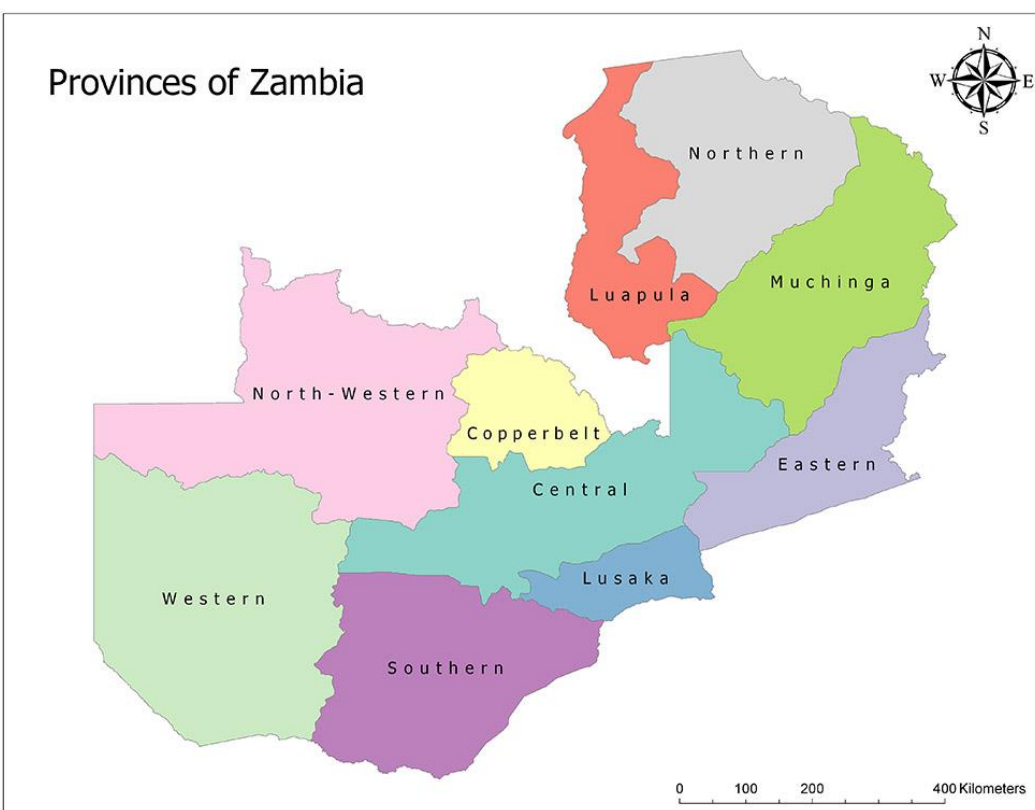 Provinces of Zambia
N
W E
S
Northern
Muchinga
Luapula
North-Western
Copperbelt
Eastern
Central
Lusaka
Western
Southern
0 100 200 400 Kilometers